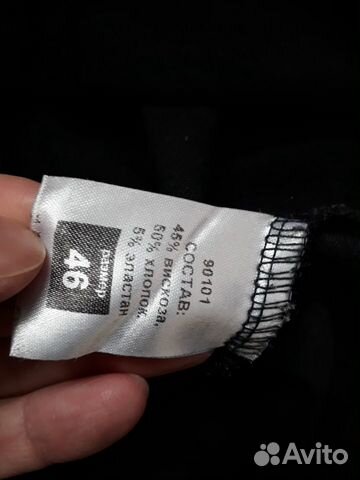 90101
СОСТАВ:
45% вискоза,
50% хлопок,
5% эластан
размер
46
Avito